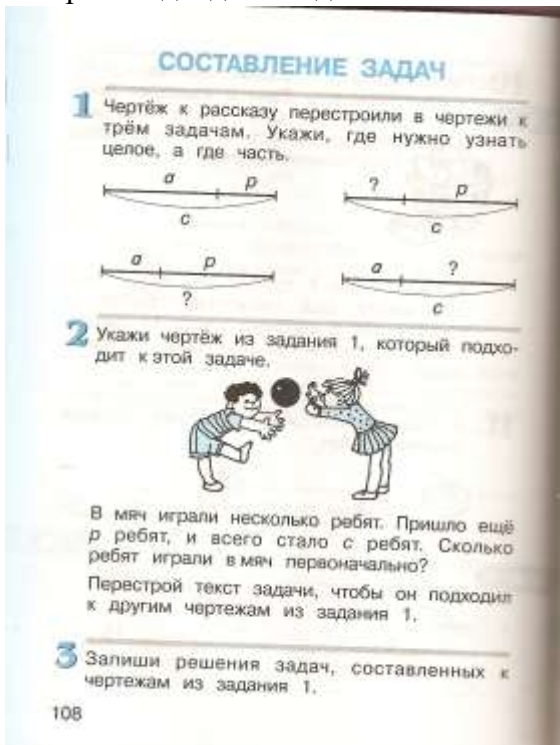 СОСТАВЛЕНИЕ ЗАДАЧ
1 Чертёж к рассказу перестроили в чертежи к
трём задачам. Укажи, где нужно узнать
целое, а где часть.
a p
c
? p
c
a p
?
a ?
c
2 Укажи чертёж из задания 1, который подхо-
дит к этой задаче.
В мяч играли несколько ребят. Пришло ещё
p ребят, и всего стало c ребят. Сколько
ребят играли в мяч первоначально?
Перестрой текст задачи, чтобы он подходил
к другим чертежам из задания 1.
3 Запиши решения задач, составленных к
чертежам из задания 1.
108